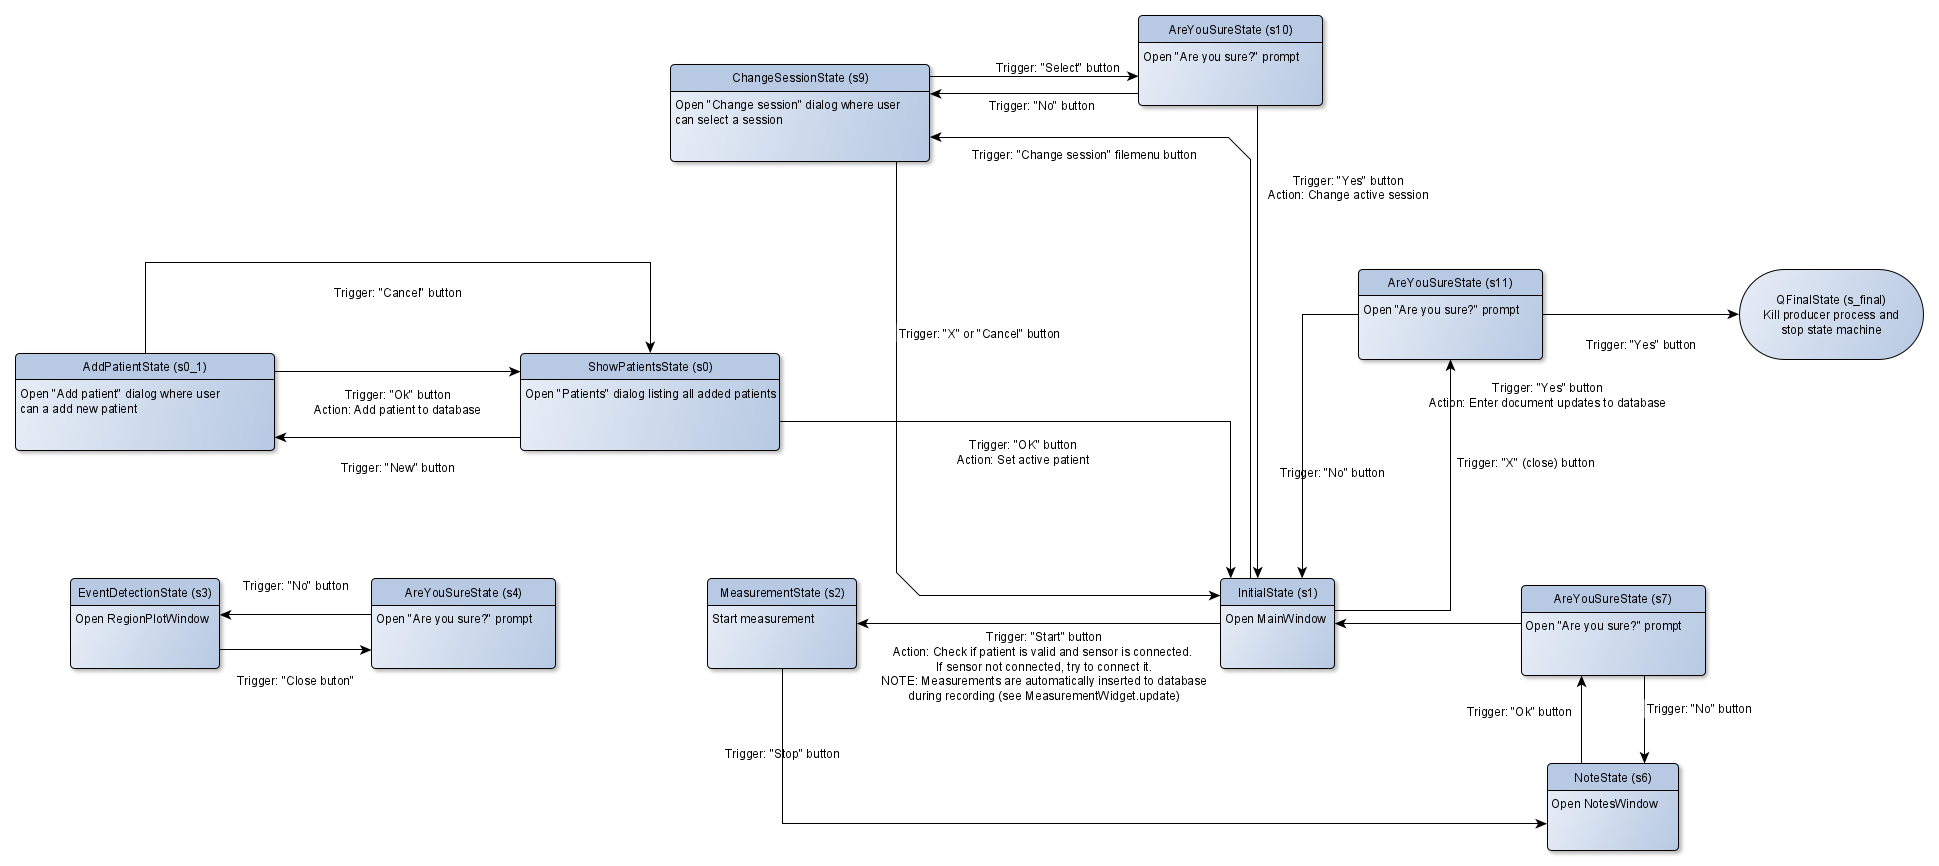 AreYouSureState (s10)
Open "Are you sure?" prompt
ChangeSessionState (s9)
Open "Change session" dialog where user
can select a session
Trigger: "Select" button
Trigger: "No" button
Trigger: "Change session" filemenu button
Trigger: "Yes" button
Action: Change active session
Trigger: "Cancel" button
Trigger: "X" or "Cancel" button
AreYouSureState (s11)
Open "Are you sure?" prompt
QFinalState (s_final)
Kill producer process and
stop state machine
Trigger: "Yes" button
AddPatientState (s0_1)
Open "Add patient" dialog where user
can a add new patient
Trigger: "Ok" button
Action: Add patient to database
Trigger: "New" button
ShowPatientsState (s0)
Open "Patients" dialog listing all added patients
Trigger: "OK" button
Action: Set active patient
Trigger: "Yes" button
Action: Enter document updates to database
Trigger: "No" button
Trigger: "X" (close) button
EventDetectionState (s3)
Open RegionPlotWindow
Trigger: "No" button
Trigger: "Close buton"
AreYouSureState (s4)
Open "Are you sure?" prompt
MeasurementState (s2)
Start measurement
Trigger: "Start" button
Action: Check if patient is valid and sensor is connected.
If sensor not connected, try to connect it.
NOTE: Measurements are automatically inserted to database
during recording (see MeasurementWidget.update)
InitialState (s1)
Open MainWindow
AreYouSureState (s7)
Open "Are you sure?" prompt
Trigger: "Ok" button
Trigger: "No" button
Trigger: "Stop" button
NoteState (s6)
Open NotesWindow